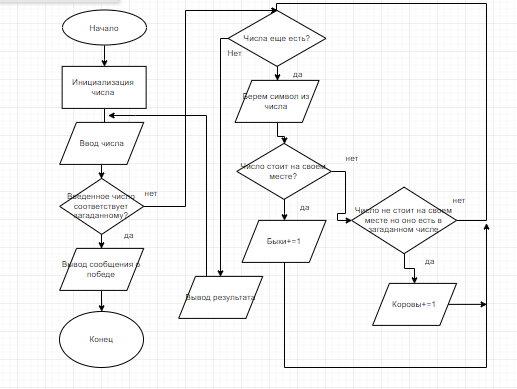 Начало
Инициализация
числа
Ввод числа
Введенное число
соответствует
загаданному?
нет
да
Вывод сообщения о
победе
Конец
Числа еще есть?
Нет
да
Берем символ из
числа
Число стоит на своем
месте?
нет
да
Быки+=1
Вывод результата
Число не стоит на своем
месте но оно есть в
загаданном числе
нет
да
Коровы+=1